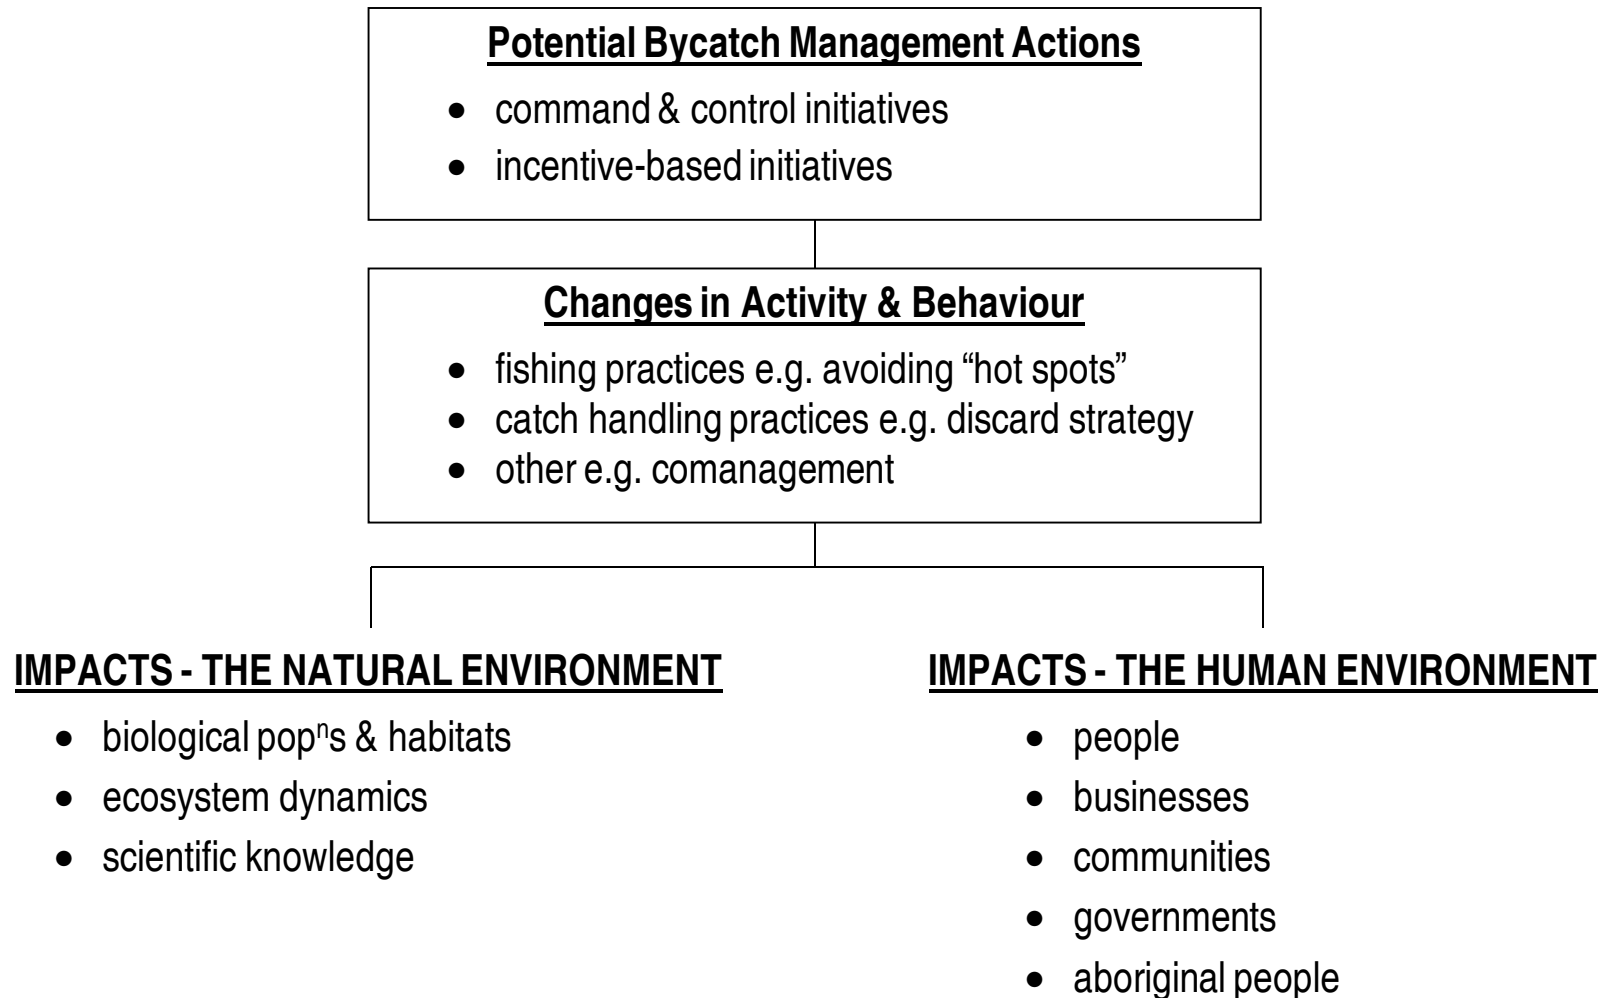 Potential Bycatch Management Actions
• command & control initiatives
• incentive-based initiatives
Changes in Activity & Behaviour
• fishing practices e.g. avoiding “hot spots”
• catch handling practices e.g. discard strategy
• other e.g. comanagement
IMPACTS - THE NATURAL ENVIRONMENT
• biological popⁿs & habitats
• ecosystem dynamics
• scientific knowledge
IMPACTS - THE HUMAN ENVIRONMENT
• people
• businesses
• communities
• governments
• aboriginal people